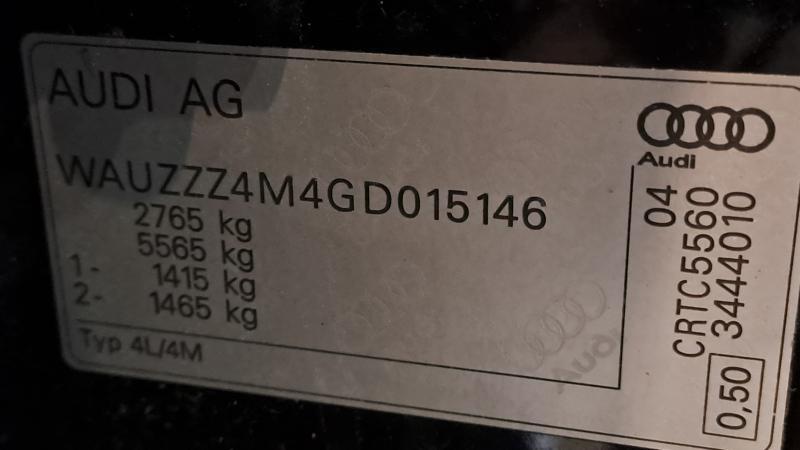 AUDI AG
WAUZZZ4M4GD015146
2765 kg
5565 kg
1- 1415 kg
2- 1465 kg
Typ 4L/4M
Audi
04
CRTC5560
3444010
0,50
Audi